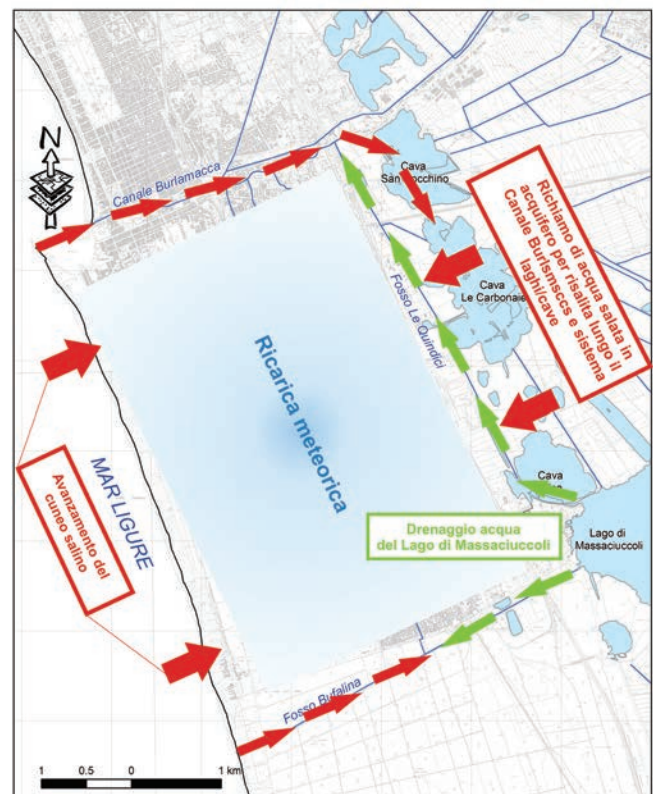 N
Canale Burlamacca
Cava
San Rocchino
Richiamo di acqua salata in
acquifero per risalita lungo il
Canale Burlsmsccs e sistema
laghi/cave
Cava
Le Carbonaie
Fosso Le Quindici
Ricarica meteorica
MAR LIGURE
Avanzamento del
cuneo salino
Cava
Drenaggio acqua
del Lago di Massaciuccoli
Lago di
Massaciuccoli
Fosso Bufalina
1 0.5 0 1 km